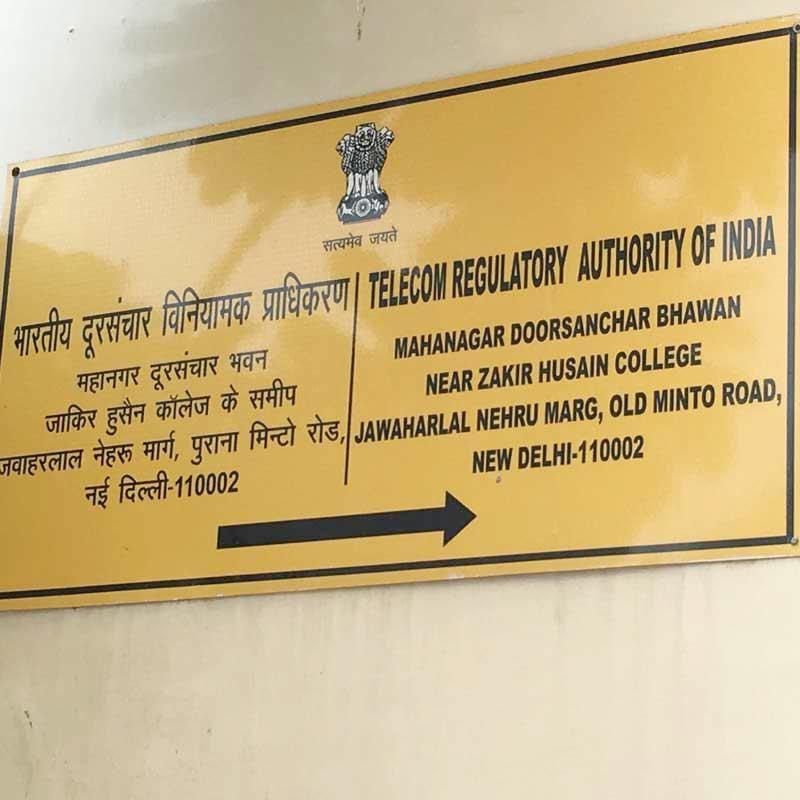 सत्यमेव जयते
भारतीय दूरसंचार विनियामक प्राधिकरण
महानगर दूरसंचार भवन
जाकिर हुसैन कॉलेज के समीप
जवाहरलाल नेहरू मार्ग, पुराना मिन्टो रोड,
नई दिल्ली-110002
TELECOM REGULATORY AUTHORITY OF INDIA
MAHANAGAR DOORSANCHAR BHAWAN
NEAR ZAKIR HUSAIN COLLEGE
JAWAHARLAL NEHRU MARG, OLD MINTO ROAD,
NEW DELHI-110002